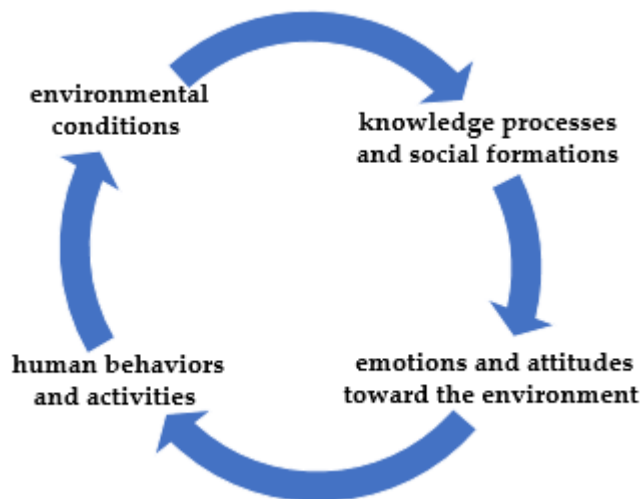 environmental
conditions
knowledge processes
and social formations
emotions and attitudes
toward the environment
human behaviors
and activities